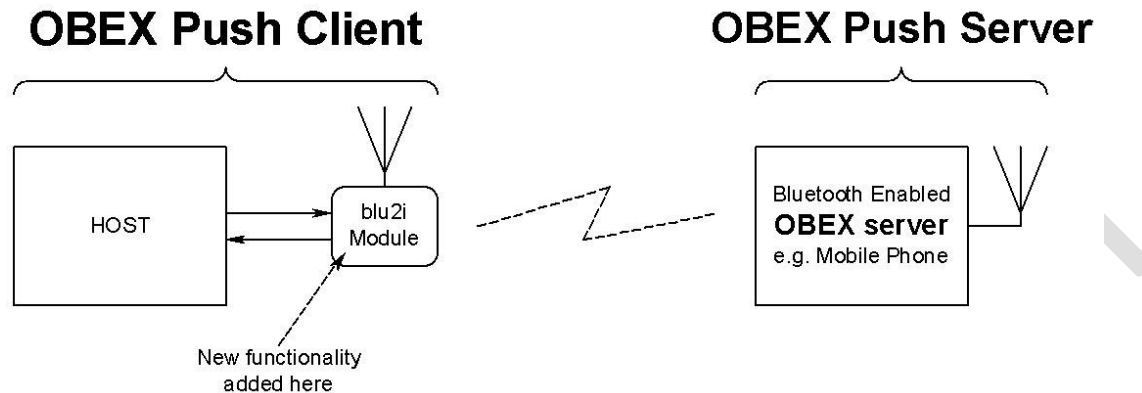 OBEX Push Client
OBEX Push Server
HOST
blu2i
Module
Bluetooth Enabled
OBEX server
e.g. Mobile Phone
New functionality
added here